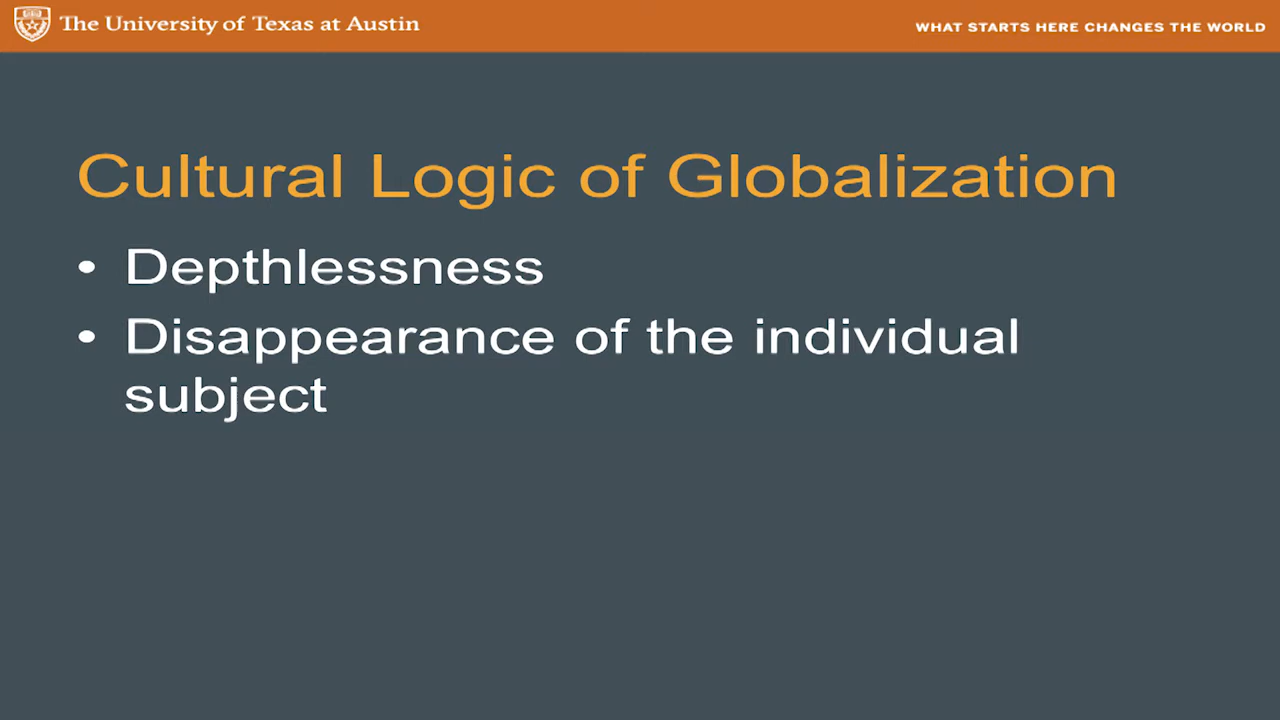 The University of Texas at Austin
WHAT STARTS HERE CHANGES THE WORLD
Cultural Logic of Globalization
• Depthlessness
• Disappearance of the individual
subject